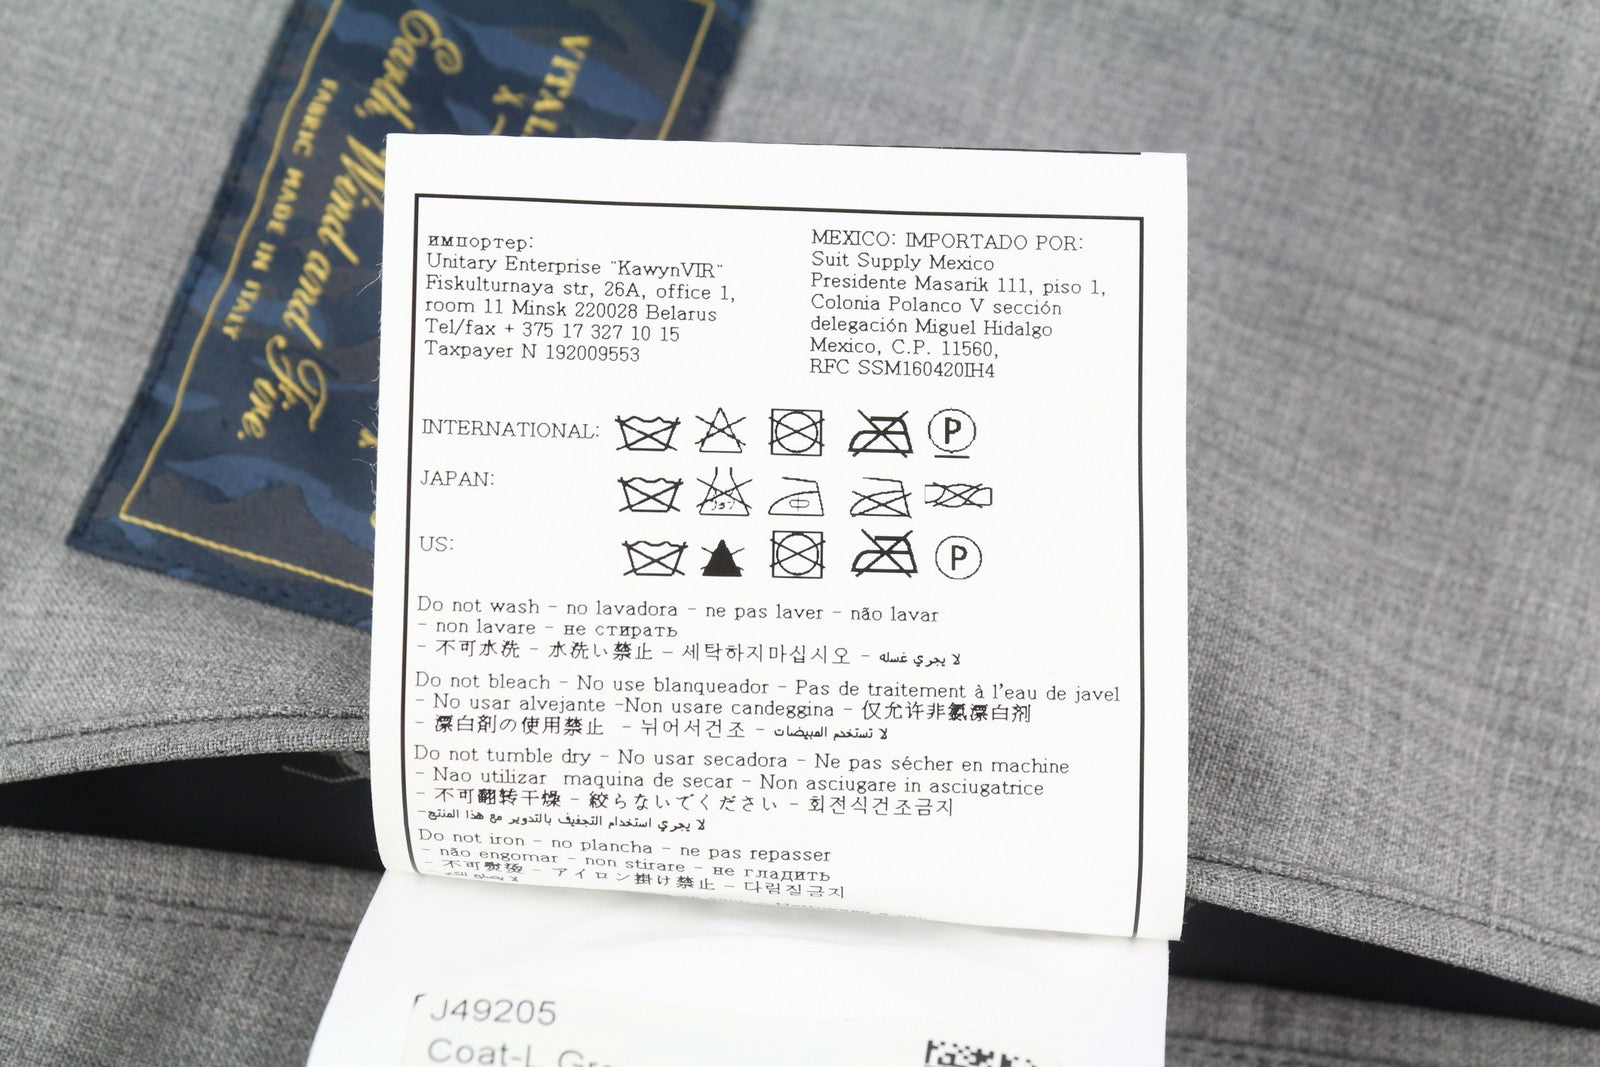 VITAL
X
Earth, Wind and Fire.
FABRIC MADE IN ITALY
импортер:
Unitary Enterprise "KawynVIR"
Fiskulturnaya str, 26A, office 1,
room 11 Minsk 220028 Belarus
Tel/fax + 375 17 327 10 15
Taxpayer N 192009553
MEXICO: IMPORTADO POR:
Suit Supply Mexico
Presidente Masarik 111, piso 1,
Colonia Polanco V sección
delegación Miguel Hidalgo
Mexico, C.P. 11560,
RFC SSM160420IH4
INTERNATIONAL:
P
JAPAN:
US:
P
Do not wash - no lavadora - ne pas laver - não lavar
- non lavare - не стирать
- 不可水洗 - 水洗い禁止 - 세탁하지마십시오 - لا يجري غسله
Do not bleach - No use blanqueador - Pas de traitement à l'eau de javel
- No usar alvejante -Non usare candeggina - 仅允许非氯漂白剂
- 漂白剤の使用禁止 - 뉘어서건조 - لا تستخدم المبيضات
Do not tumble dry - No usar secadora - Ne pas sécher en machine
- Nao utilizar maquina de secar - Non asciugare in asciugatrice
- 不可翻转干燥 - 絞らないでください - 회전식건조금지
- لا يجري استخدام التجفيف بالتدوير مع هذا المنتج
Do not iron - no plancha - ne pas repasser
- não engomar - non stirare - не гладить
- 不可熨烫 - アイロン掛け禁止 - 다림질금지
J49205
Coat-L Gr